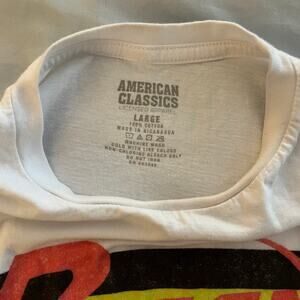 AMERICAN
CLASSICS
LICENSED APPAREL
LARGE
100% COTTON
MADE IN NICARAGUA
MACHINE WASH
COLD WITH LIKE COLORS
NON-CHLORINE BLEACH ONLY
DO NOT IRON